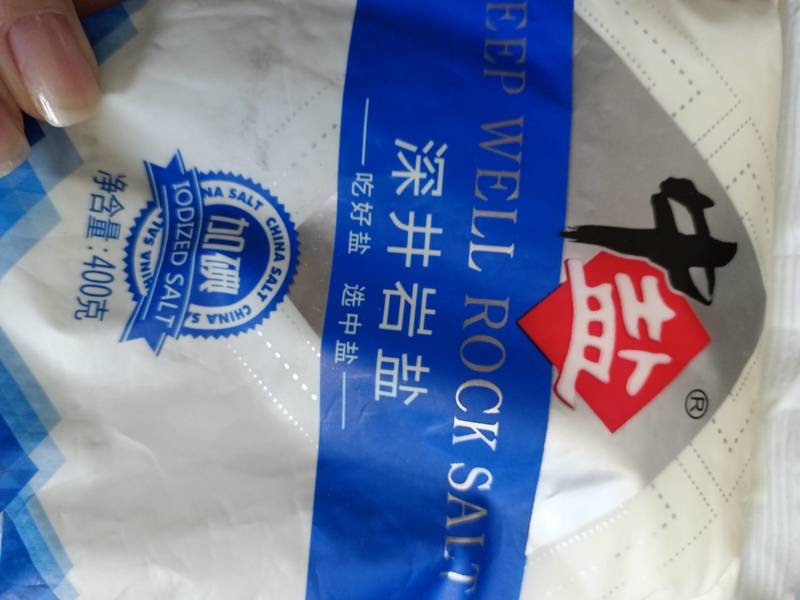 中盐®
EEP WELL ROCK SALT
深井岩盐
吃好盐 选中盐
加碘
CHINA SALT
IODIZED SALT
净含量:400克